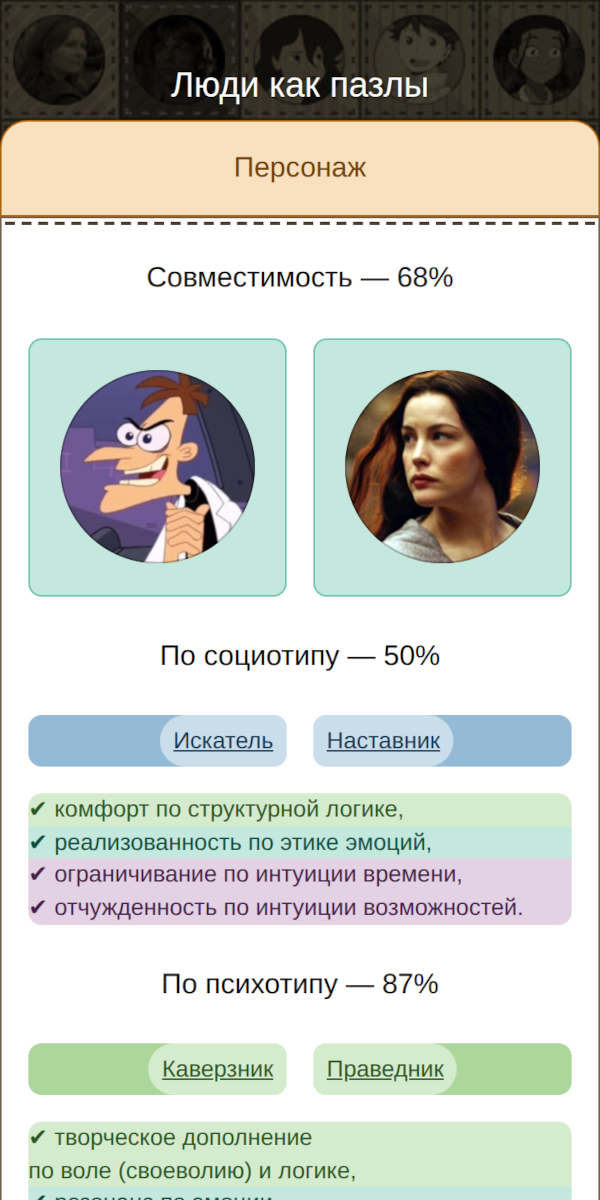 Люди как пазлы
Персонаж
Совместимость — 68%
По социотипу — 50%
Искатель
Наставник
✔ комфорт по структурной логике,
✔ реализованность по этике эмоций,
✔ ограничивание по интуиции времени,
✔ отчужденность по интуиции возможностей.
По психотипу — 87%
Каверзник
Праведник
✔ творческое дополнение
по воле (своеволию) и логике,